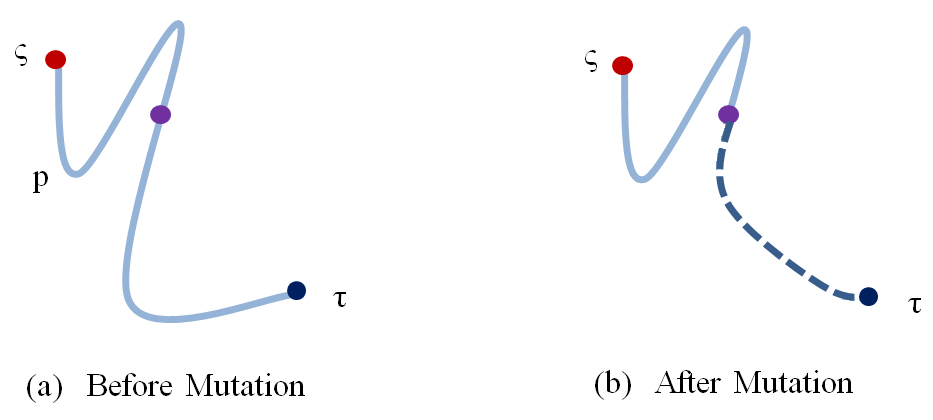 ς
p
τ
(a) Before Mutation
ς
τ
(b) After Mutation